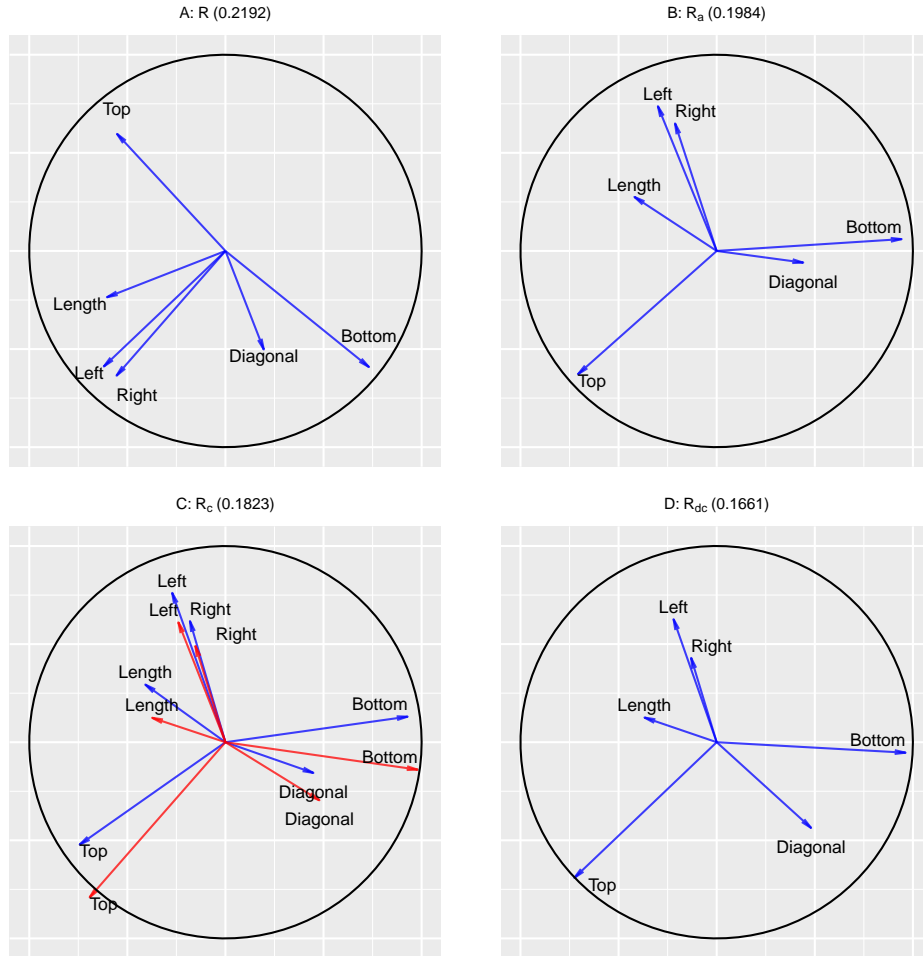 A: R (0.2192)
Top
Length
Left
Right
Diagonal
Bottom
B: Rₐ (0.1984)
Left
Right
Length
Bottom
Diagonal
Top
C: R_c (0.1823)
Left
Left
Right
Right
Length
Length
Bottom
Bottom
Diagonal
Diagonal
Top
Top
D: R_dc (0.1661)
Left
Right
Length
Bottom
Diagonal
Top